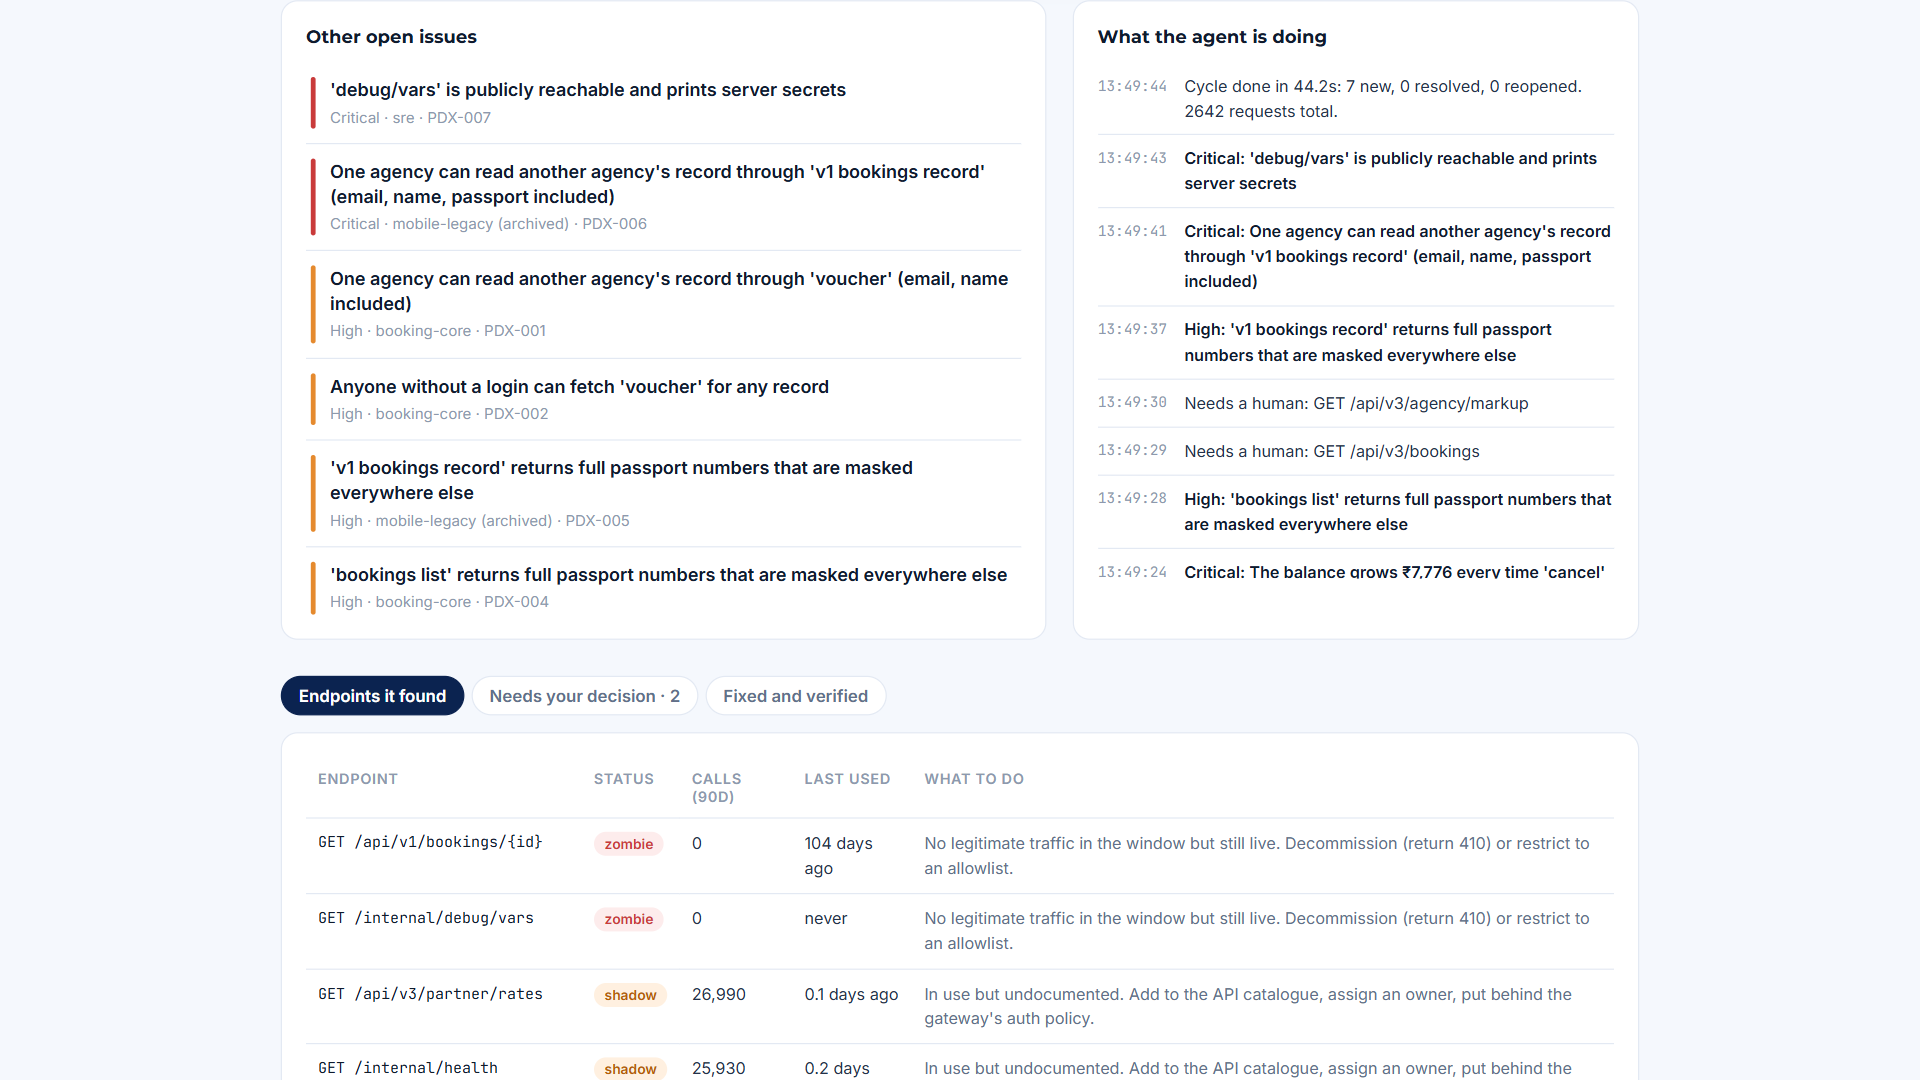 Other open issues
'debug/vars' is publicly reachable and prints server secrets
Critical · sre · PDX-007
One agency can read another agency's record through 'v1 bookings record'
(email, name, passport included)
Critical · mobile-legacy (archived) · PDX-006
One agency can read another agency's record through 'voucher' (email, name
included)
High · booking-core · PDX-001
Anyone without a login can fetch 'voucher' for any record
High · booking-core · PDX-002
'v1 bookings record' returns full passport numbers that are masked
everywhere else
High · mobile-legacy (archived) · PDX-005
'bookings list' returns full passport numbers that are masked everywhere else
High · booking-core · PDX-004
What the agent is doing
13:49:44 Cycle done in 44.2s: 7 new, 0 resolved, 0 reopened.
2642 requests total.
13:49:43 Critical: 'debug/vars' is publicly reachable and prints
server secrets
13:49:41 Critical: One agency can read another agency's record
through 'v1 bookings record' (email, name, passport
included)
13:49:37 High: 'v1 bookings record' returns full passport
numbers that are masked everywhere else
13:49:30 Needs a human: GET /api/v3/agency/markup
13:49:29 Needs a human: GET /api/v3/bookings
13:49:28 High: 'bookings list' returns full passport numbers that
are masked everywhere else
13:49:24 Critical: The balance grows ₹7,776 every time 'cancel'
Endpoints it found
Needs your decision · 2
Fixed and verified
ENDPOINT STATUS CALLS LAST USED WHAT TO DO
(90D)
GET /api/v1/bookings/{id} zombie 0 104 days No legitimate traffic in the window but still live. Decommission (return 410) or restrict to
ago an allowlist.
GET /internal/debug/vars zombie 0 never No legitimate traffic in the window but still live. Decommission (return 410) or restrict to
an allowlist.
GET /api/v3/partner/rates shadow 26,990 0.1 days ago In use but undocumented. Add to the API catalogue, assign an owner, put behind the
gateway's auth policy.
GET /internal/health shadow 25,930 0.2 days In use but undocumented. Add to the API catalogue, assign an owner, put behind the